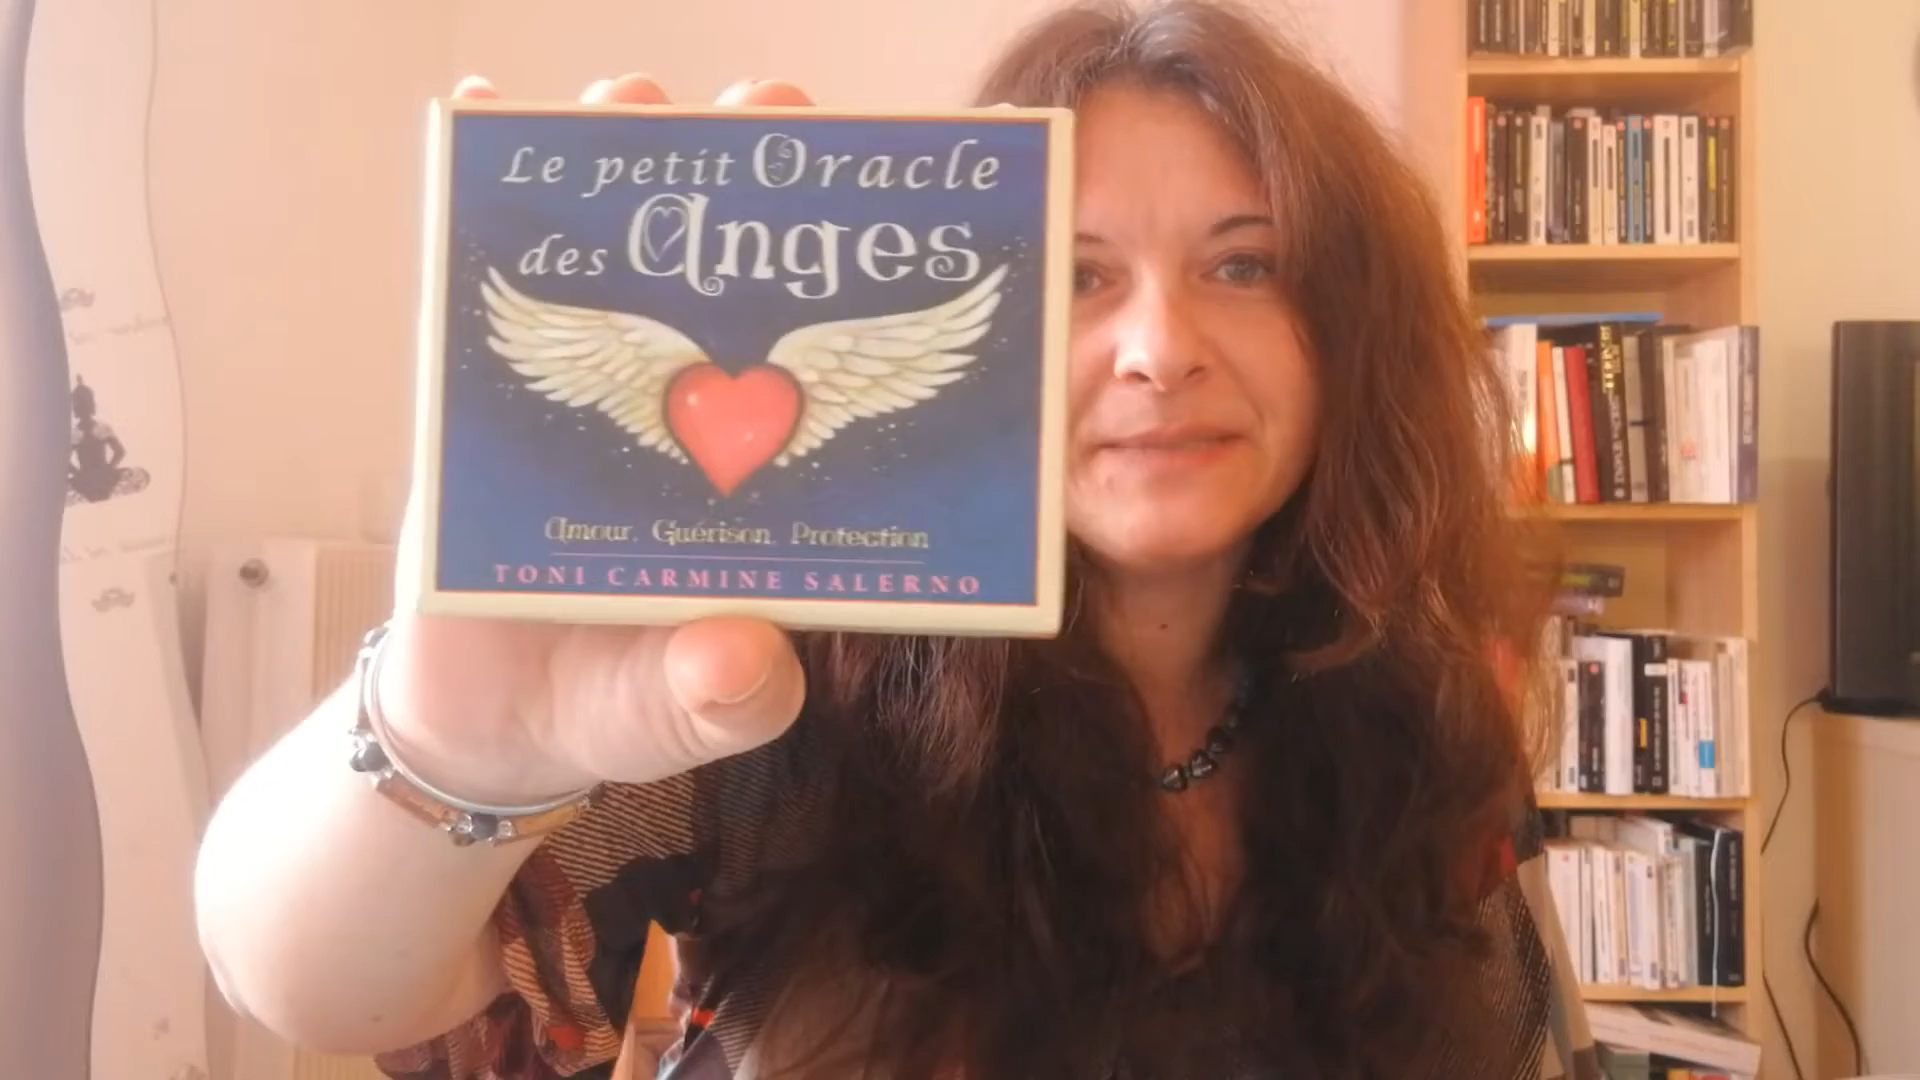 Le petit Oracle
des Anges
Amour, Guérison, Protection
TONI CARMINE SALERNO